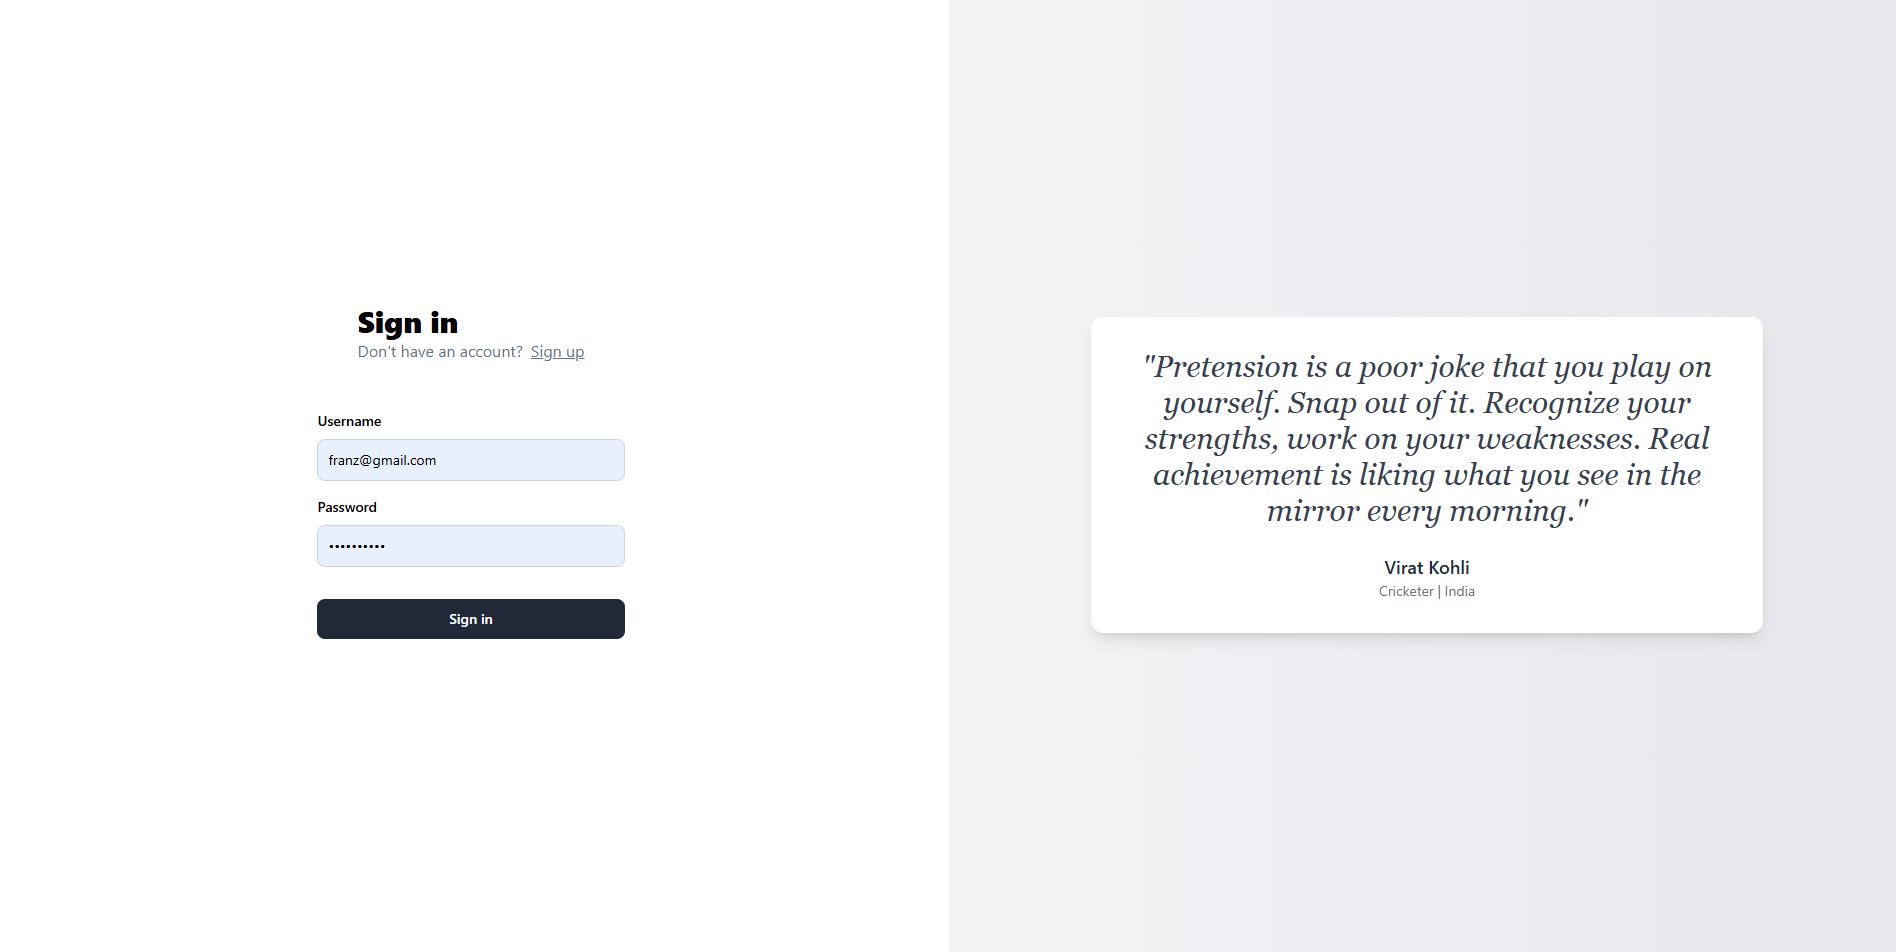 Sign in
Don't have an account? Sign up
Username
franz@gmail.com
Password
••••••••••
Sign in
"Pretension is a poor joke that you play on
yourself. Snap out of it. Recognize your
strengths, work on your weaknesses. Real
achievement is liking what you see in the
mirror every morning."
Virat Kohli
Cricketer | India